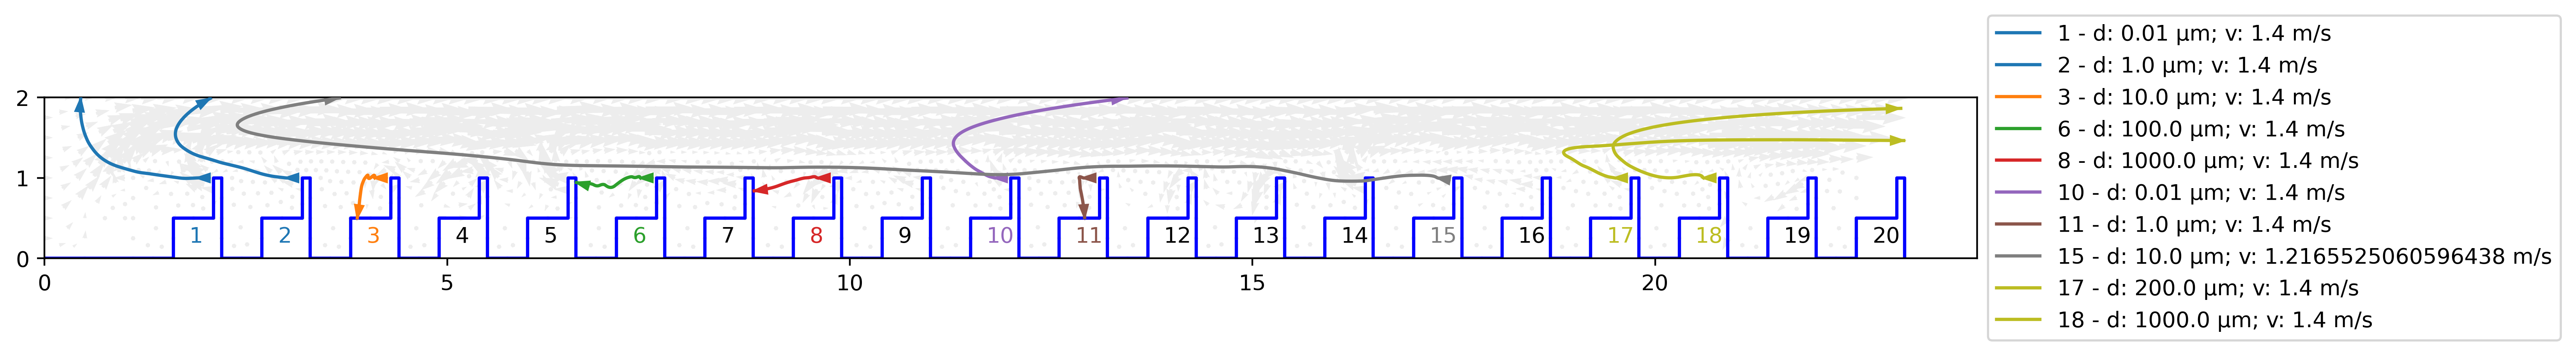 2
1
0
1 2 3 4 5 6 7 8 9 10 11 12 13 14 15 16 17 18 19 20
0 5 10 15 20
1 - d: 0.01 µm; v: 1.4 m/s
2 - d: 1.0 µm; v: 1.4 m/s
3 - d: 10.0 µm; v: 1.4 m/s
6 - d: 100.0 µm; v: 1.4 m/s
8 - d: 1000.0 µm; v: 1.4 m/s
10 - d: 0.01 µm; v: 1.4 m/s
11 - d: 1.0 µm; v: 1.4 m/s
15 - d: 10.0 µm; v: 1.2165525060596438 m/s
17 - d: 200.0 µm; v: 1.4 m/s
18 - d: 1000.0 µm; v: 1.4 m/s